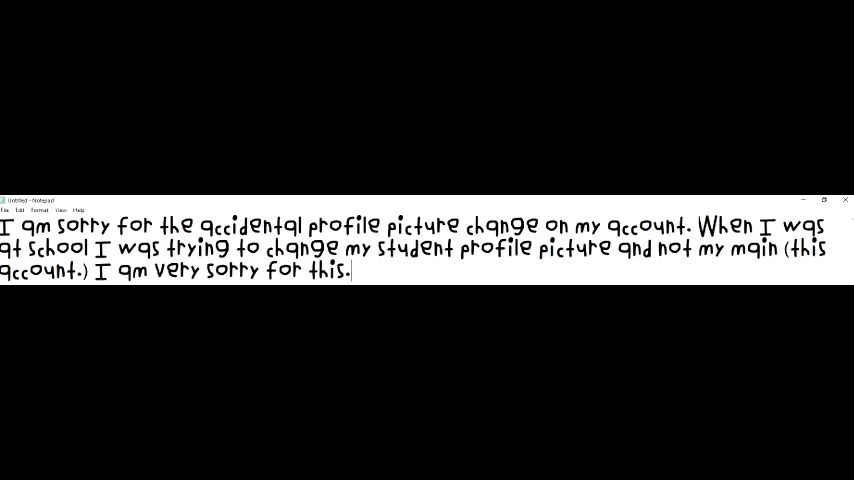 Untitled - Notepad
File Edit Format View Help
I am sorry for the accidental profile picture change on my account. When I was
at school I was trying to change my student profile picture and not my main (this
account.) I am very sorry for this.